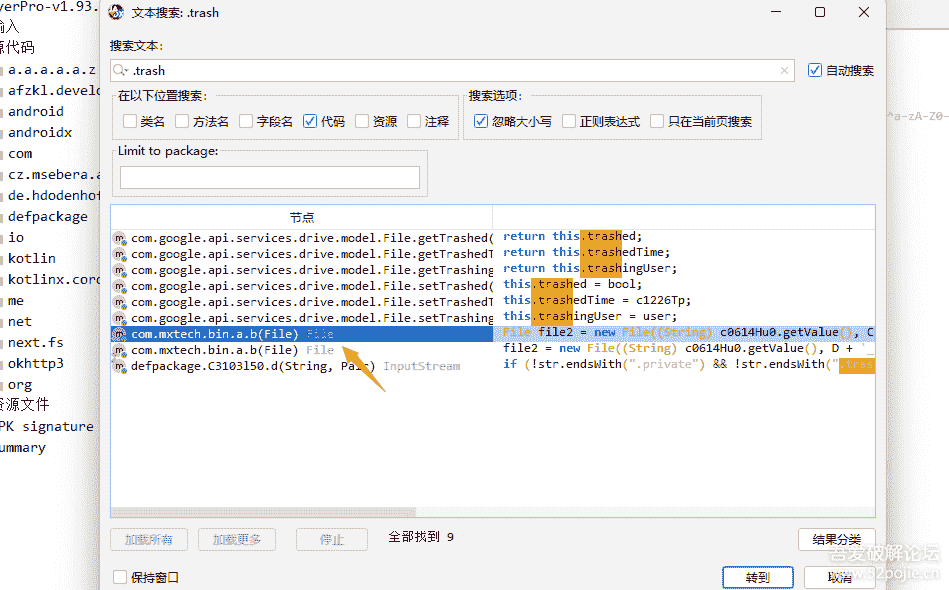 yerPro-v1.93.
文本搜索: .trash
输入
源代码
a.a.a.a.a.z
afzkl.develo
android
androidx
com
cz.msebera.a
de.hdodenhof
defpackage
io
kotlin
kotlinx.coro
me
net
next.fs
okhttp3
org
资源文件
PK signature
ummary
搜索文本:
.trash
自动搜索
在以下位置搜索:
类名 方法名 字段名 代码 资源 注释
搜索选项:
忽略大小写 正则表达式 只在当前页搜索
^a-zA-Z0-
Limit to package:
节点
com.google.api.services.drive.model.File.getTrashed( return this.trashed;
com.google.api.services.drive.model.File.getTrashedT return this.trashedTime;
com.google.api.services.drive.model.File.getTrashing return this.trashingUser;
com.google.api.services.drive.model.File.setTrashed( this.trashed = bool;
com.google.api.services.drive.model.File.setTrashedT this.trashedTime = c1226Tp;
com.google.api.services.drive.model.File.setTrashing this.trashingUser = user;
com.mxtech.bin.a.b(File) File File file2 = new File((String) c0614Hu0.getValue(), C
com.mxtech.bin.a.b(File) File file2 = new File((String) c0614Hu0.getValue(), D + "_
defpackage.C3103l50.d(String, Pair) InputStream if (!str.endsWith(".private") && !str.endsWith(".tras
加载所有 加载更多 停止 全部找到 9 结果分类
保持窗口 转到 取消
吾爱破解论坛
www.52pojie.cn